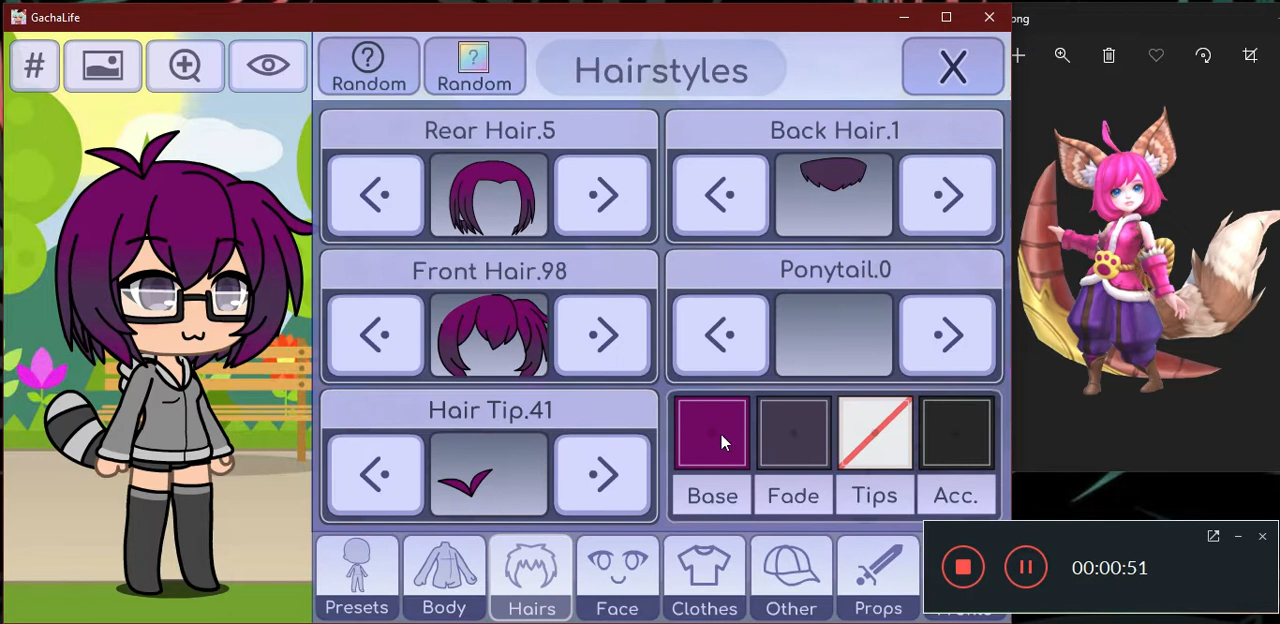 GachaLife
ong
#
? Random
? Random
Hairstyles
X
Rear Hair.5
Back Hair.1
Front Hair.98
Ponytail.0
Hair Tip.41
Base
Fade
Tips
Acc.
Presets
Body
Hairs
Face
Clothes
Other
Props
00:00:51